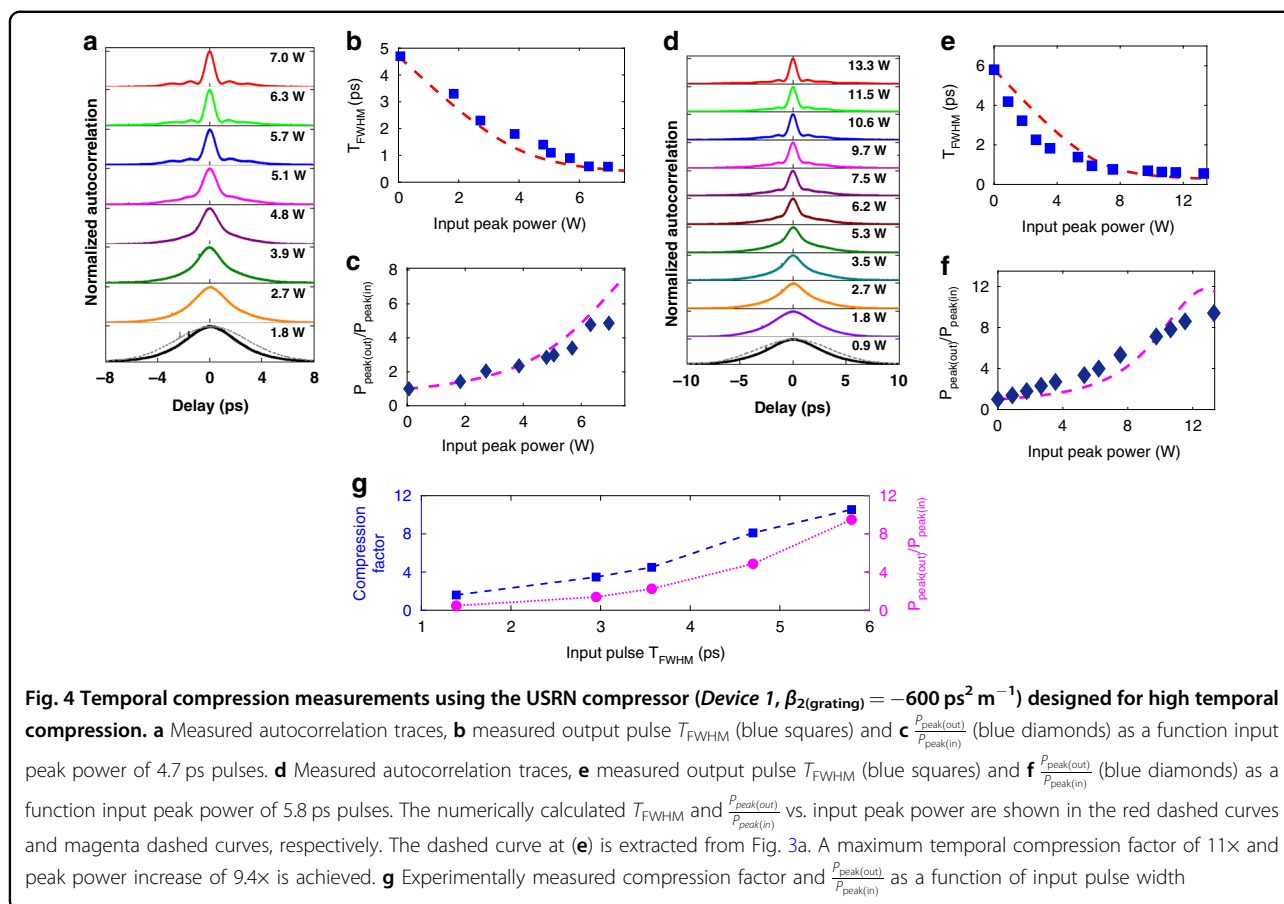 a
7.0 W
6.3 W
5.7 W
5.1 W
4.8 W
3.9 W
2.7 W
1.8 W
Normalized autocorrelation
−8 −4 0 4 8
Delay (ps)
b
5
4
3
2
1
0
T_FWHM (ps)
0 2 4 6
Input peak power (W)
c
8
6
4
2
0
P_peak(out)/P_peak(in)
0 2 4 6
Input peak power (W)
d
13.3 W
11.5 W
10.6 W
9.7 W
7.5 W
6.2 W
5.3 W
3.5 W
2.7 W
1.8 W
0.9 W
Normalized autocorrelation
−10 −5 0 5 10
Delay (ps)
e
6
4
2
0
T_FWHM (ps)
0 4 8 12
Input peak power (W)
f
12
8
4
0
P_peak(out)/P_peak(in)
0 4 8 12
Input peak power (W)
g
12
8
4
0
Compression
factor
12
8
4
0
P_peak(out)/P_peak(in)
1 2 3 4 5 6
Input pulse T_FWHM (ps)
Fig. 4 Temporal compression measurements using the USRN compressor (Device 1, β2(grating) = −600 ps² m⁻¹) designed for high temporal
compression. a Measured autocorrelation traces, b measured output pulse T_FWHM (blue squares) and c P_peak(out)/P_peak(in) (blue diamonds) as a function input
peak power of 4.7 ps pulses. d Measured autocorrelation traces, e measured output pulse T_FWHM (blue squares) and f P_peak(out)/P_peak(in) (blue diamonds) as a
function input peak power of 5.8 ps pulses. The numerically calculated T_FWHM and P_peak(out)/P_peak(in) vs. input peak power are shown in the red dashed curves
and magenta dashed curves, respectively. The dashed curve at (e) is extracted from Fig. 3a. A maximum temporal compression factor of 11× and
peak power increase of 9.4× is achieved. g Experimentally measured compression factor and P_peak(out)/P_peak(in) as a function of input pulse width